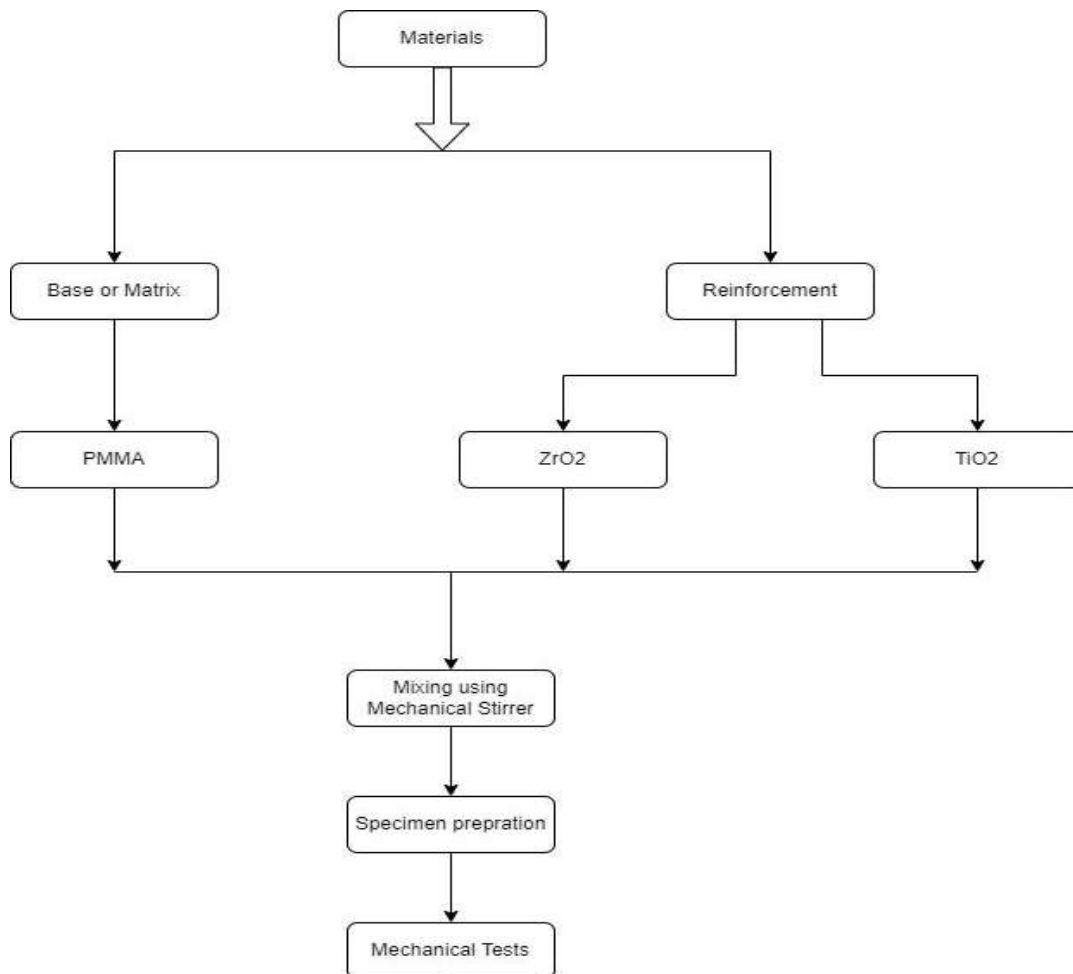 Materials
Base or Matrix
Reinforcement
PMMA
ZrO2
TiO2
Mixing using
Mechanical Stirrer
Specimen prepration
Mechanical Tests